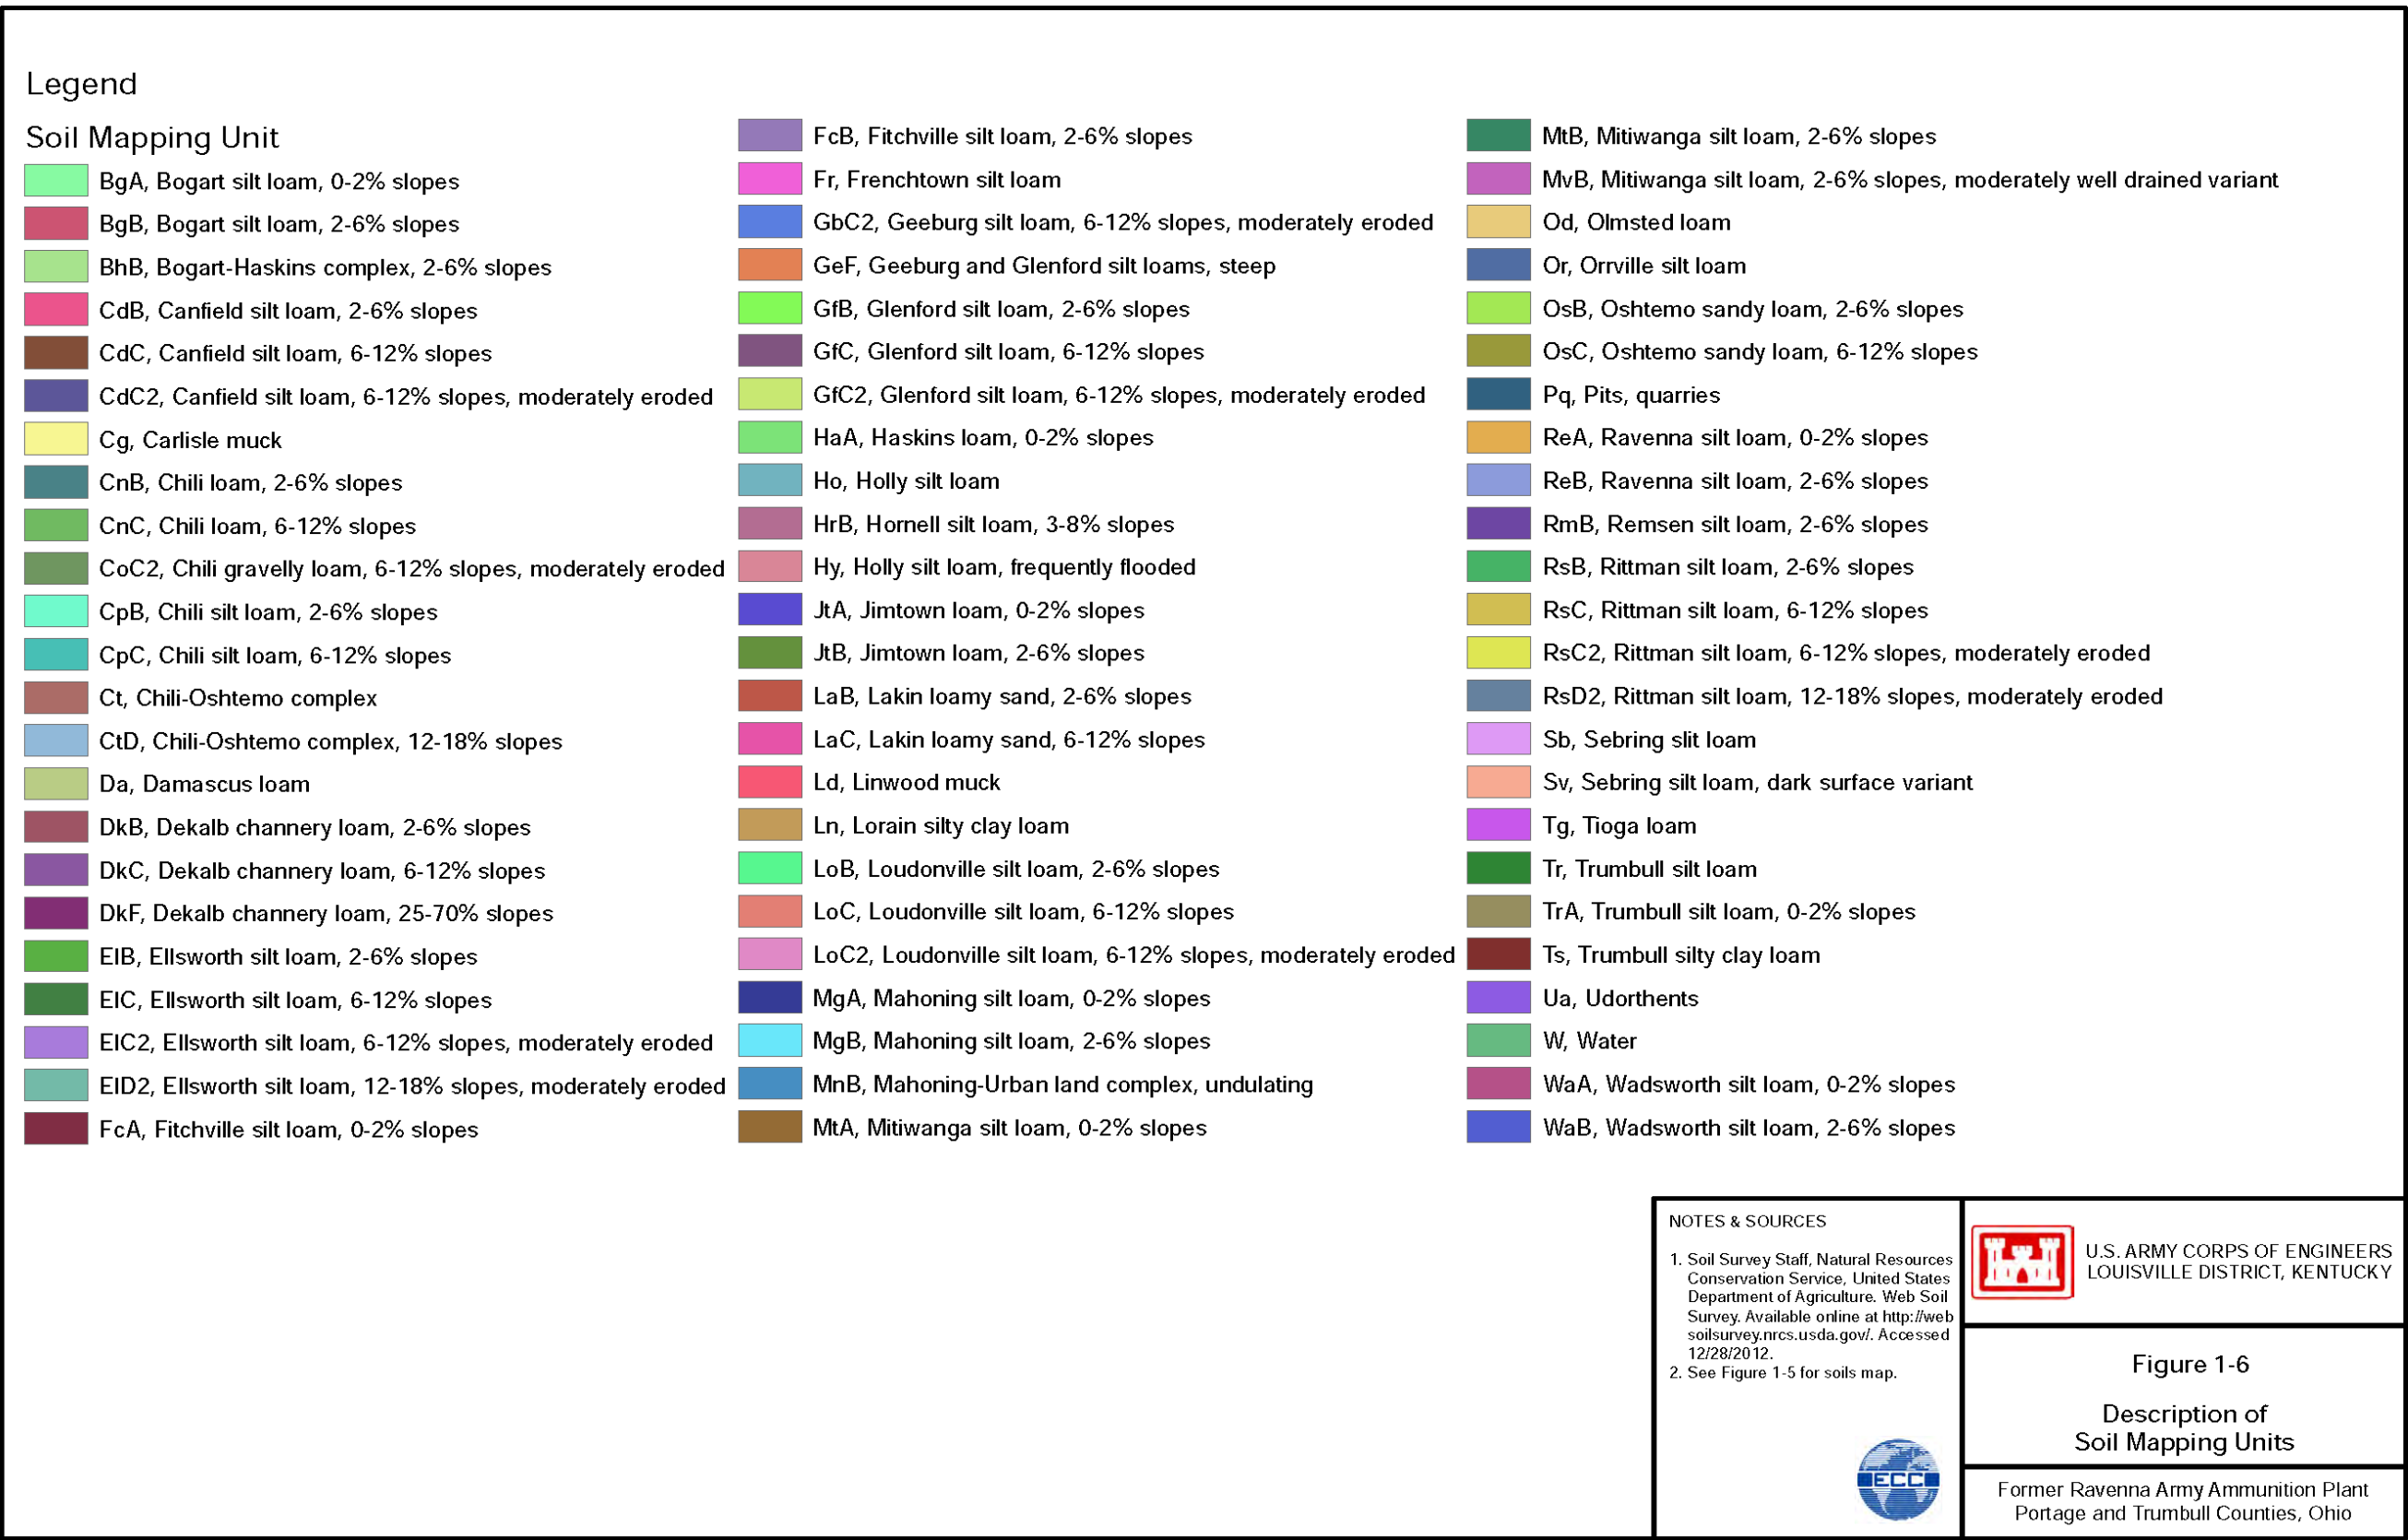 Legend
Soil Mapping Unit
BgA, Bogart silt loam, 0-2% slopes
BgB, Bogart silt loam, 2-6% slopes
BhB, Bogart-Haskins complex, 2-6% slopes
CdB, Canfield silt loam, 2-6% slopes
CdC, Canfield silt loam, 6-12% slopes
CdC2, Canfield silt loam, 6-12% slopes, moderately eroded
Cg, Carlisle muck
CnB, Chili loam, 2-6% slopes
CnC, Chili loam, 6-12% slopes
CoC2, Chili gravelly loam, 6-12% slopes, moderately eroded
CpB, Chili silt loam, 2-6% slopes
CpC, Chili silt loam, 6-12% slopes
Ct, Chili-Oshtemo complex
CtD, Chili-Oshtemo complex, 12-18% slopes
Da, Damascus loam
DkB, Dekalb channery loam, 2-6% slopes
DkC, Dekalb channery loam, 6-12% slopes
DkF, Dekalb channery loam, 25-70% slopes
ElB, Ellsworth silt loam, 2-6% slopes
ElC, Ellsworth silt loam, 6-12% slopes
ElC2, Ellsworth silt loam, 6-12% slopes, moderately eroded
ElD2, Ellsworth silt loam, 12-18% slopes, moderately eroded
FcA, Fitchville silt loam, 0-2% slopes
FcB, Fitchville silt loam, 2-6% slopes
Fr, Frenchtown silt loam
GbC2, Geeburg silt loam, 6-12% slopes, moderately eroded
GeF, Geeburg and Glenford silt loams, steep
GfB, Glenford silt loam, 2-6% slopes
GfC, Glenford silt loam, 6-12% slopes
GfC2, Glenford silt loam, 6-12% slopes, moderately eroded
HaA, Haskins loam, 0-2% slopes
Ho, Holly silt loam
HrB, Hornell silt loam, 3-8% slopes
Hy, Holly silt loam, frequently flooded
JtA, Jimtown loam, 0-2% slopes
JtB, Jimtown loam, 2-6% slopes
LaB, Lakin loamy sand, 2-6% slopes
LaC, Lakin loamy sand, 6-12% slopes
Ld, Linwood muck
Ln, Lorain silty clay loam
LoB, Loudonville silt loam, 2-6% slopes
LoC, Loudonville silt loam, 6-12% slopes
LoC2, Loudonville silt loam, 6-12% slopes, moderately eroded
MgA, Mahoning silt loam, 0-2% slopes
MgB, Mahoning silt loam, 2-6% slopes
MnB, Mahoning-Urban land complex, undulating
MtA, Mitiwanga silt loam, 0-2% slopes
MtB, Mitiwanga silt loam, 2-6% slopes
MvB, Mitiwanga silt loam, 2-6% slopes, moderately well drained variant
Od, Olmsted loam
Or, Orrville silt loam
OsB, Oshtemo sandy loam, 2-6% slopes
OsC, Oshtemo sandy loam, 6-12% slopes
Pq, Pits, quarries
ReA, Ravenna silt loam, 0-2% slopes
ReB, Ravenna silt loam, 2-6% slopes
RmB, Remsen silt loam, 2-6% slopes
RsB, Rittman silt loam, 2-6% slopes
RsC, Rittman silt loam, 6-12% slopes
RsC2, Rittman silt loam, 6-12% slopes, moderately eroded
RsD2, Rittman silt loam, 12-18% slopes, moderately eroded
Sb, Sebring slit loam
Sv, Sebring silt loam, dark surface variant
Tg, Tioga loam
Tr, Trumbull silt loam
TrA, Trumbull silt loam, 0-2% slopes
Ts, Trumbull silty clay loam
Ua, Udorthents
W, Water
WaA, Wadsworth silt loam, 0-2% slopes
WaB, Wadsworth silt loam, 2-6% slopes
NOTES & SOURCES
1. Soil Survey Staff, Natural Resources
Conservation Service, United States
Department of Agriculture. Web Soil
Survey. Available online at http://web
soilsurvey.nrcs.usda.gov/. Accessed
12/28/2012.
2. See Figure 1-5 for soils map.
ECC
U.S. ARMY CORPS OF ENGINEERS
LOUISVILLE DISTRICT, KENTUCKY
Figure 1-6
Description of
Soil Mapping Units
Former Ravenna Army Ammunition Plant
Portage and Trumbull Counties, Ohio